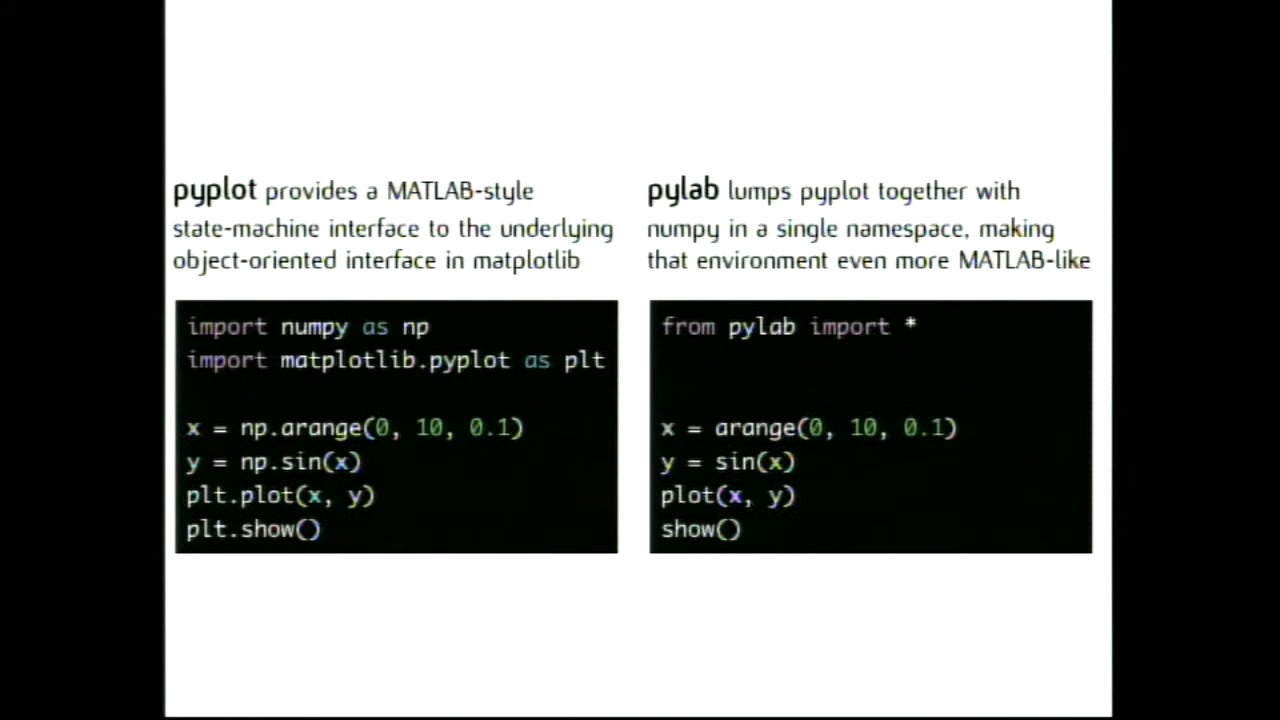 pyplot provides a MATLAB-style
state-machine interface to the underlying
object-oriented interface in matplotlib
import numpy as np
import matplotlib.pyplot as plt
x = np.arange(0, 10, 0.1)
y = np.sin(x)
plt.plot(x, y)
plt.show()
pylab lumps pyplot together with
numpy in a single namespace, making
that environment even more MATLAB-like
from pylab import *
x = arange(0, 10, 0.1)
y = sin(x)
plot(x, y)
show()